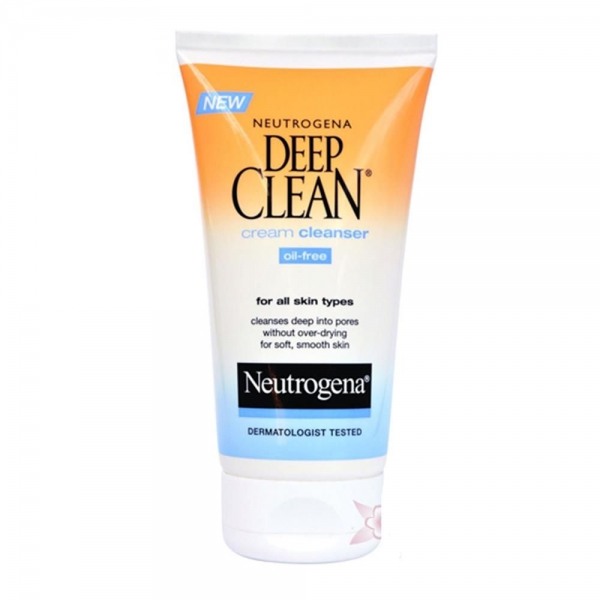 NEW
NEUTROGENA
DEEP
CLEAN®
cream cleanser
oil-free
for all skin types
cleanses deep into pores
without over-drying
for soft, smooth skin
Neutrogena®
DERMATOLOGIST TESTED